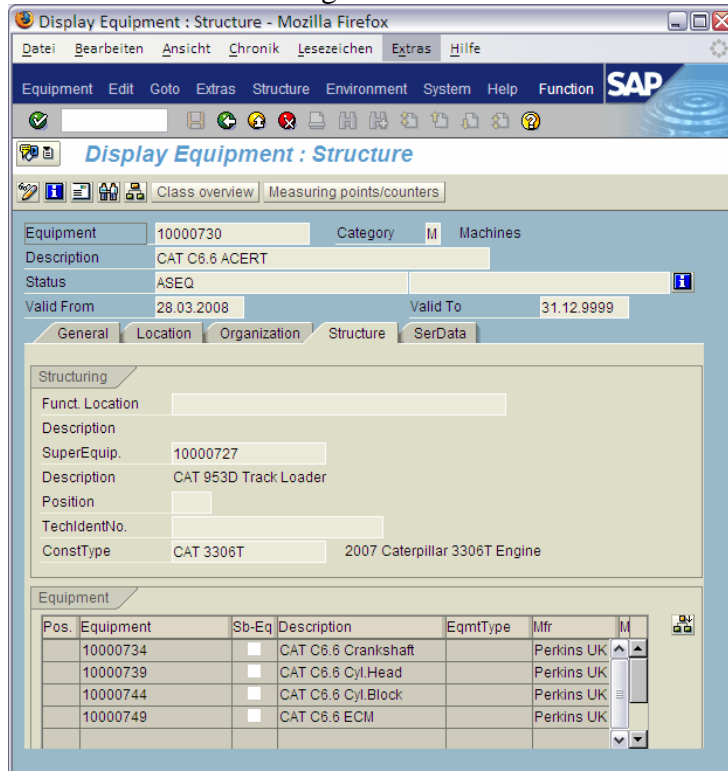 Display Equipment : Structure - Mozilla Firefox
Datei Bearbeiten Ansicht Chronik Lesezeichen Extras Hilfe
Equipment Edit Goto Extras Structure Environment System Help Function SAP
Display Equipment : Structure
Class overview Measuring points/counters
Equipment 10000730 Category M Machines
Description CAT C6.6 ACERT
Status ASEQ
Valid From 28.03.2008 Valid To 31.12.9999
General Location Organization Structure SerData
Structuring
Funct. Location
Description
SuperEquip. 10000727
Description CAT 953D Track Loader
Position
TechIdentNo.
ConstType CAT 3306T 2007 Caterpillar 3306T Engine
Equipment
Pos. Equipment Sb-Eq Description EqmtType Mfr M
10000734 CAT C6.6 Crankshaft Perkins UK
10000739 CAT C6.6 Cyl.Head Perkins UK
10000744 CAT C6.6 Cyl.Block Perkins UK
10000749 CAT C6.6 ECM Perkins UK